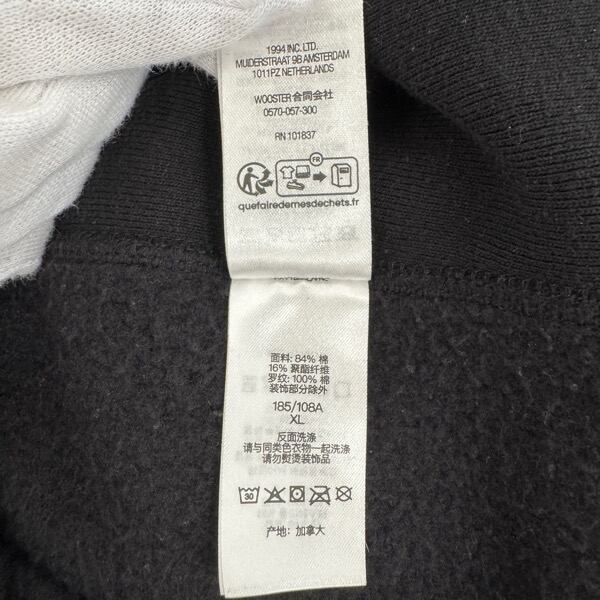 1994 INC. LTD.
MUIDERSTRAAT 9B AMSTERDAM
1011PZ NETHERLANDS
WOOSTER合同会社
0570-057-300
RN 101837
FR
quefairedemesdechets.fr
面料: 84% 棉
16% 聚酯纤维
罗纹: 100% 棉
装饰部分除外
185/108A
XL
反面洗涤
请与同类色衣物一起洗涤
请勿熨烫装饰品
30
产地: 加拿大